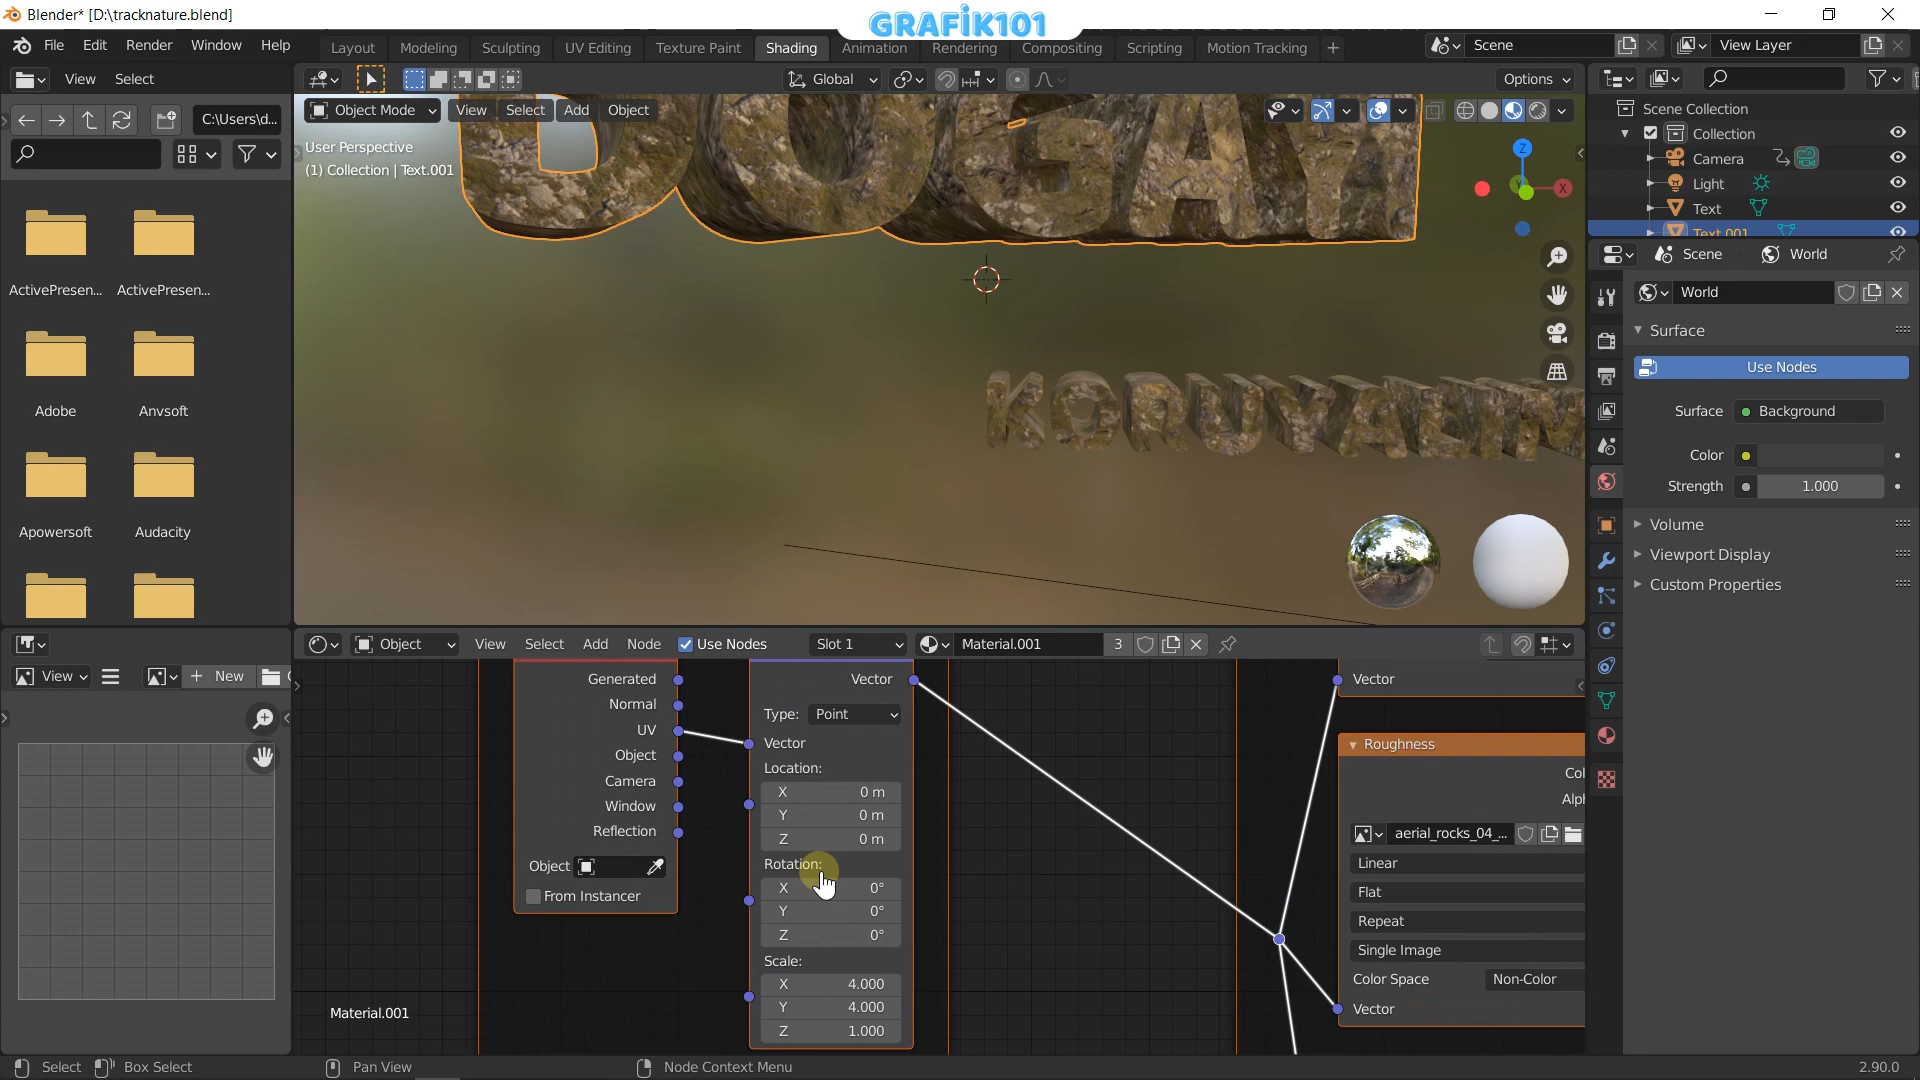 Blender* [D:\tracknature.blend]
GRAFİK101
File Edit Render Window Help
Layout Modeling Sculpting UV Editing Texture Paint Shading Animation Rendering Compositing Scripting Motion Tracking +
Scene
View Layer
View Select
Global
Options
C:\Users\d...
Object Mode View Select Add Object
User Perspective
(1) Collection | Text.001
DOĞAYI
KORUYALIM
Z
Y
X
ActivePresen...
ActivePresen...
Adobe
Anvsoft
Apowersoft
Audacity
Scene Collection
Collection
Camera
Light
Text
Text.001
Scene World
World
Surface
Use Nodes
Surface Background
Color
Strength 1.000
Volume
Viewport Display
Custom Properties
View + New
Object View Select Add Node Use Nodes Slot 1 Material.001 3
Generated
Normal
UV
Object
Camera
Window
Reflection
Object
From Instancer
Vector
Type: Point
Vector
Location:
X 0 m
Y 0 m
Z 0 m
Rotation:
X 0°
Y 0°
Z 0°
Scale:
X 4.000
Y 4.000
Z 1.000
Vector
Roughness
Col
Alph
aerial_rocks_04_...
Linear
Flat
Repeat
Single Image
Color Space Non-Color
Vector
Material.001
Select Box Select Pan View Node Context Menu 2.90.0